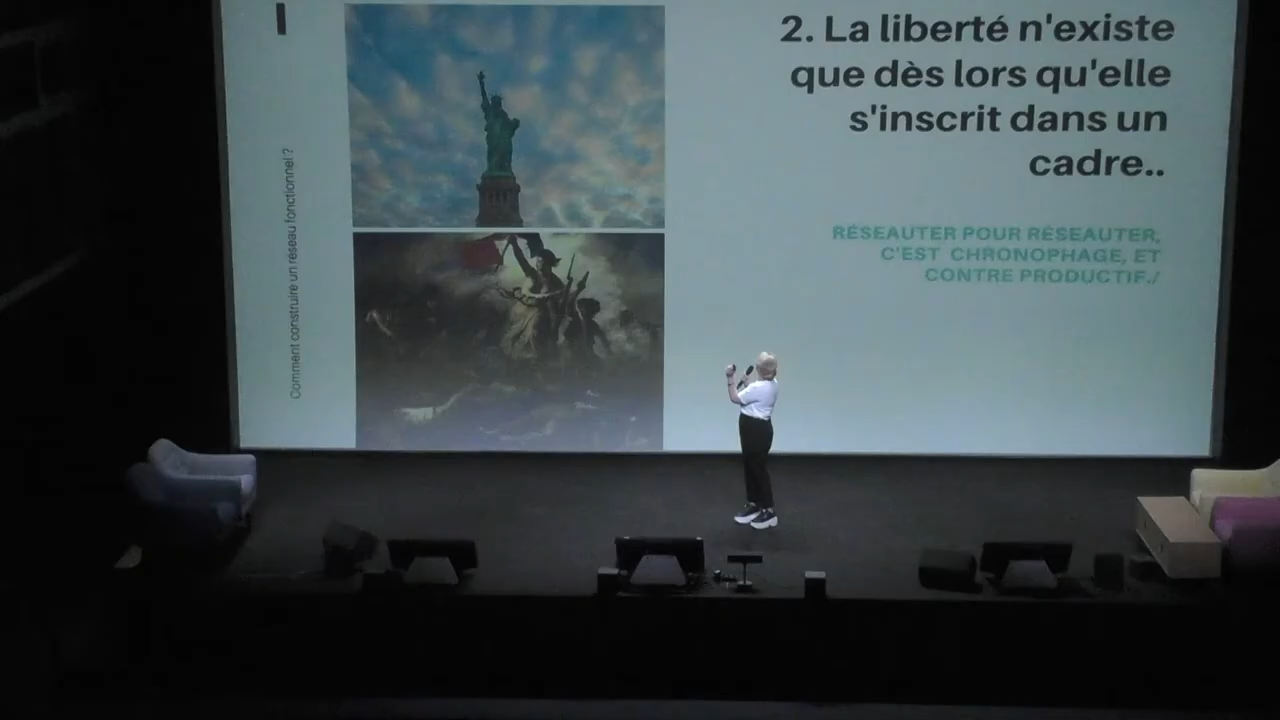 Comment construire un réseau fonctionnel ?
2. La liberté n'existe
que dès lors qu'elle
s'inscrit dans un
cadre..
RÉSEAUTER POUR RÉSEAUTER,
C'EST CHRONOPHAGE, ET
CONTRE PRODUCTIF./